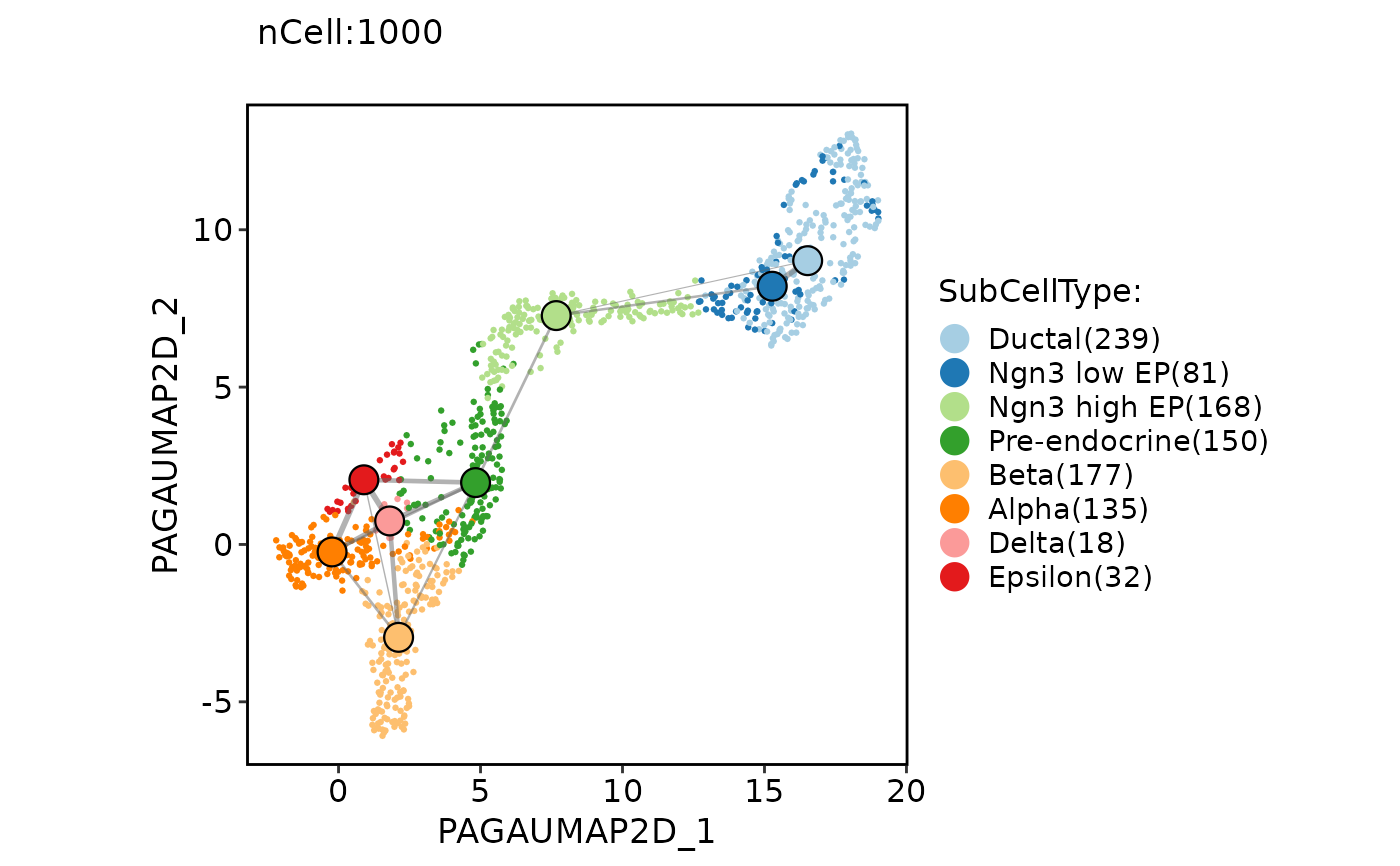 nCell:1000
PAGAUMAP2D_2
10
5
0
-5
0
5
10
15
20
PAGAUMAP2D_1
SubCellType:
Ductal(239)
Ngn3 low EP(81)
Ngn3 high EP(168)
Pre-endocrine(150)
Beta(177)
Alpha(135)
Delta(18)
Epsilon(32)